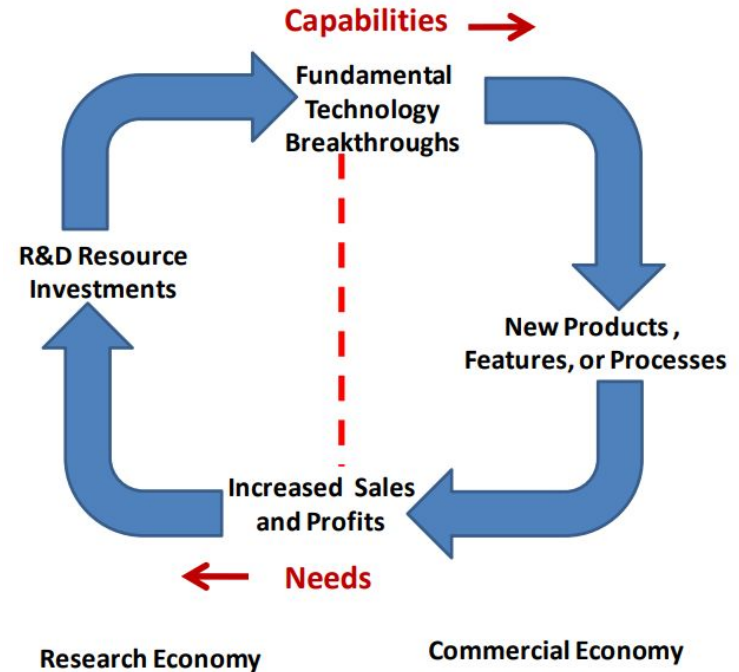 Capabilities
Fundamental
Technology
Breakthroughs
R&D Resource
Investments
New Products,
Features, or Processes
Increased Sales
and Profits
Needs
Research Economy
Commercial Economy